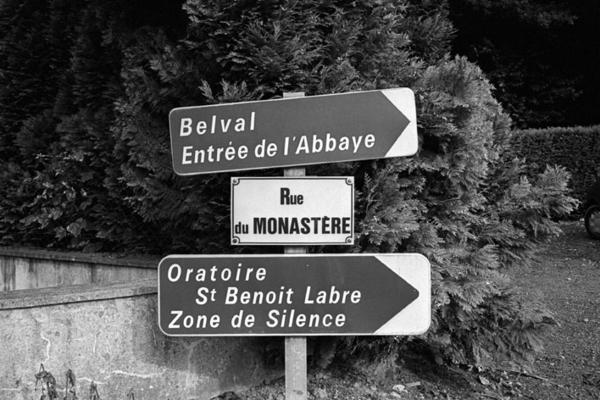 Belval
Entrée de l'Abbaye
Rue
du MONASTÈRE
Oratoire
St Benoit Labre
Zone de Silence